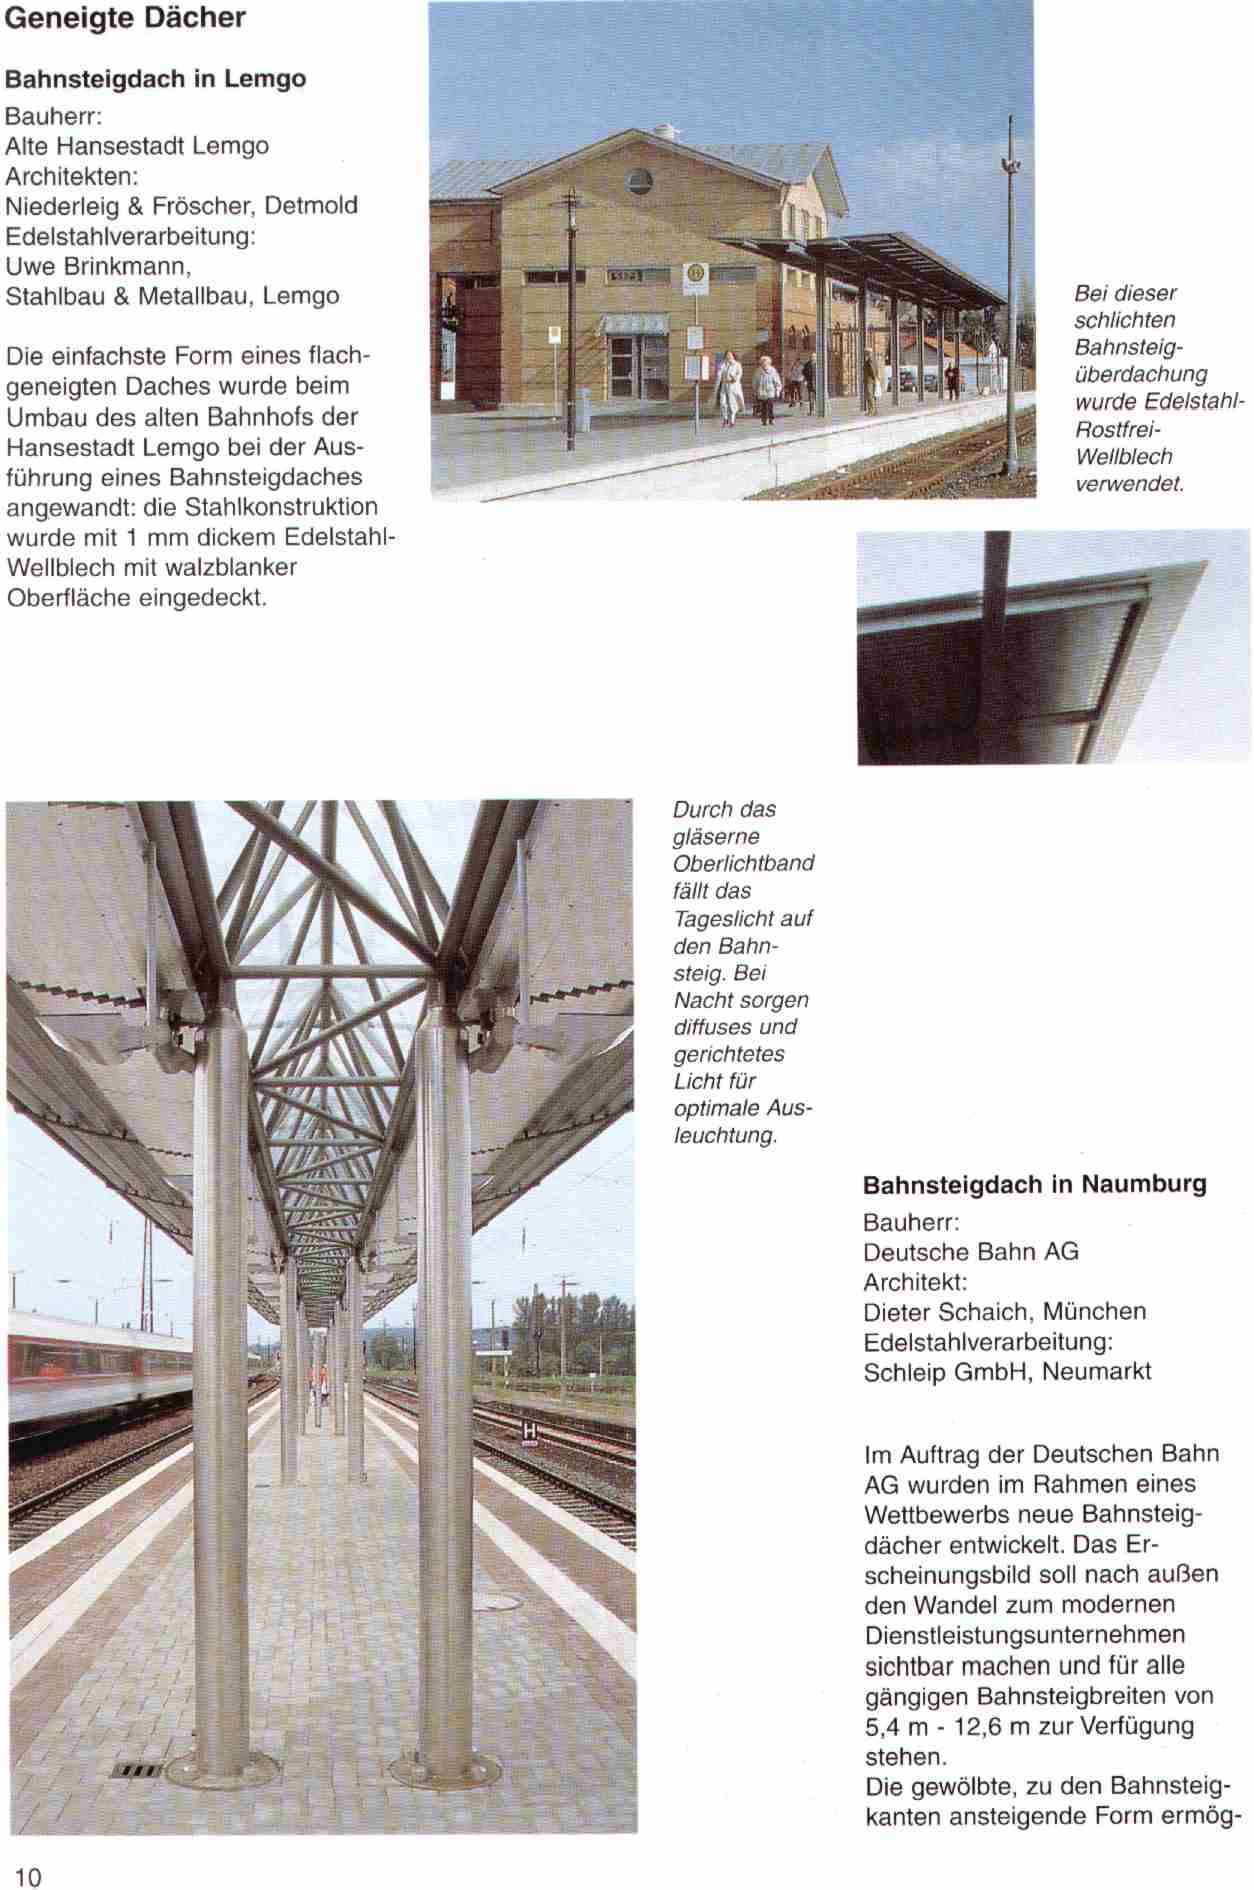 Geneigte Dächer
Bahnsteigdach in Lemgo
Bauherr:
Alte Hansestadt Lemgo
Architekten:
Niederleig & Fröscher, Detmold
Edelstahlverarbeitung:
Uwe Brinkmann,
Stahlbau & Metallbau, Lemgo
Die einfachste Form eines flach-
geneigten Daches wurde beim
Umbau des alten Bahnhofs der
Hansestadt Lemgo bei der Aus-
führung eines Bahnsteigdaches
angewandt: die Stahlkonstruktion
wurde mit 1 mm dickem Edelstahl-
Wellblech mit walzblanker
Oberfläche eingedeckt.
H
Bei dieser
schlichten
Bahnsteig-
überdachung
wurde Edelstahl-
Rostfrei-
Wellblech
verwendet.
Durch das
gläserne
Oberlichtband
fällt das
Tageslicht auf
den Bahn-
steig. Bei
Nacht sorgen
diffuses und
gerichtetes
Licht für
optimale Aus-
leuchtung.
H
Bahnsteigdach in Naumburg
Bauherr:
Deutsche Bahn AG
Architekt:
Dieter Schaich, München
Edelstahlverarbeitung:
Schleip GmbH, Neumarkt
Im Auftrag der Deutschen Bahn
AG wurden im Rahmen eines
Wettbewerbs neue Bahnsteig-
dächer entwickelt. Das Er-
scheinungsbild soll nach außen
den Wandel zum modernen
Dienstleistungsunternehmen
sichtbar machen und für alle
gängigen Bahnsteigbreiten von
5,4 m - 12,6 m zur Verfügung
stehen.
Die gewölbte, zu den Bahnsteig-
kanten ansteigende Form ermög-
10